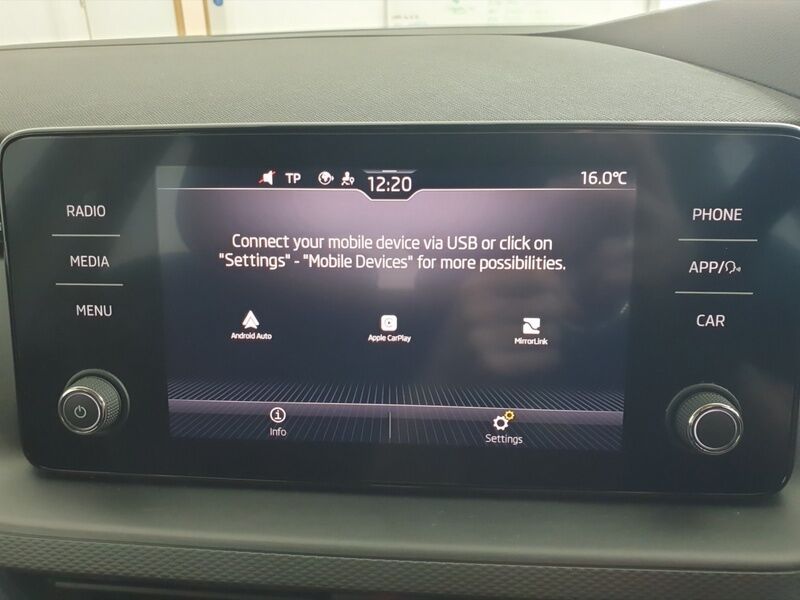 TP
12:20
16.0°C
RADIO
MEDIA
MENU
Connect your mobile device via USB or click on
"Settings" - "Mobile Devices" for more possibilities.
Android Auto
Apple CarPlay
MirrorLink
Info
Settings
PHONE
APP/
CAR